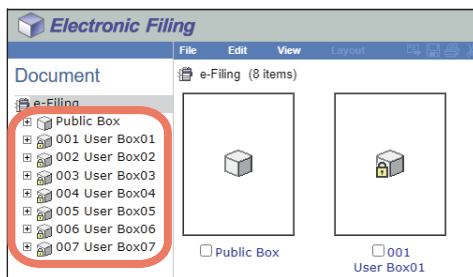 Electronic Filing
File Edit View Layout
Document
e-Filing (8 items)
e-Filing
Public Box
001 User Box01
002 User Box02
003 User Box03
004 User Box04
005 User Box05
006 User Box06
007 User Box07
Public Box
001
User Box01